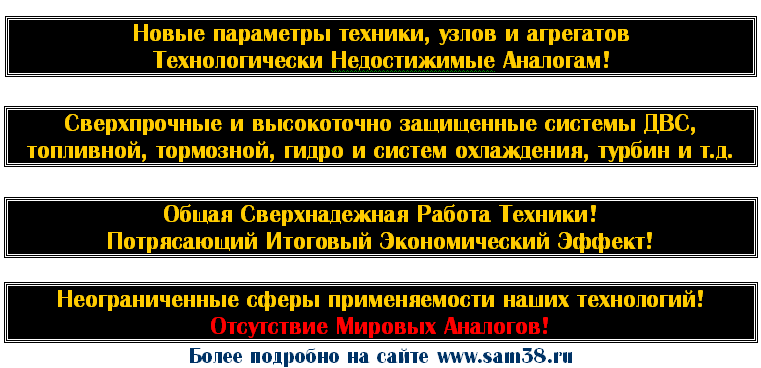 Новые параметры техники, узлов и агрегатов
Технологически Недостижимые Аналогам!
Сверхпрочные и высокоточно защищенные системы ДВС,
топливной, тормозной, гидро и систем охлаждения, турбин и т.д.
Общая Сверхнадежная Работа Техники!
Потрясающий Итоговый Экономический Эффект!
Неограниченные сферы применяемости наших технологий!
Отсутствие Мировых Аналогов!
Более подробно на сайте www.sam38.ru